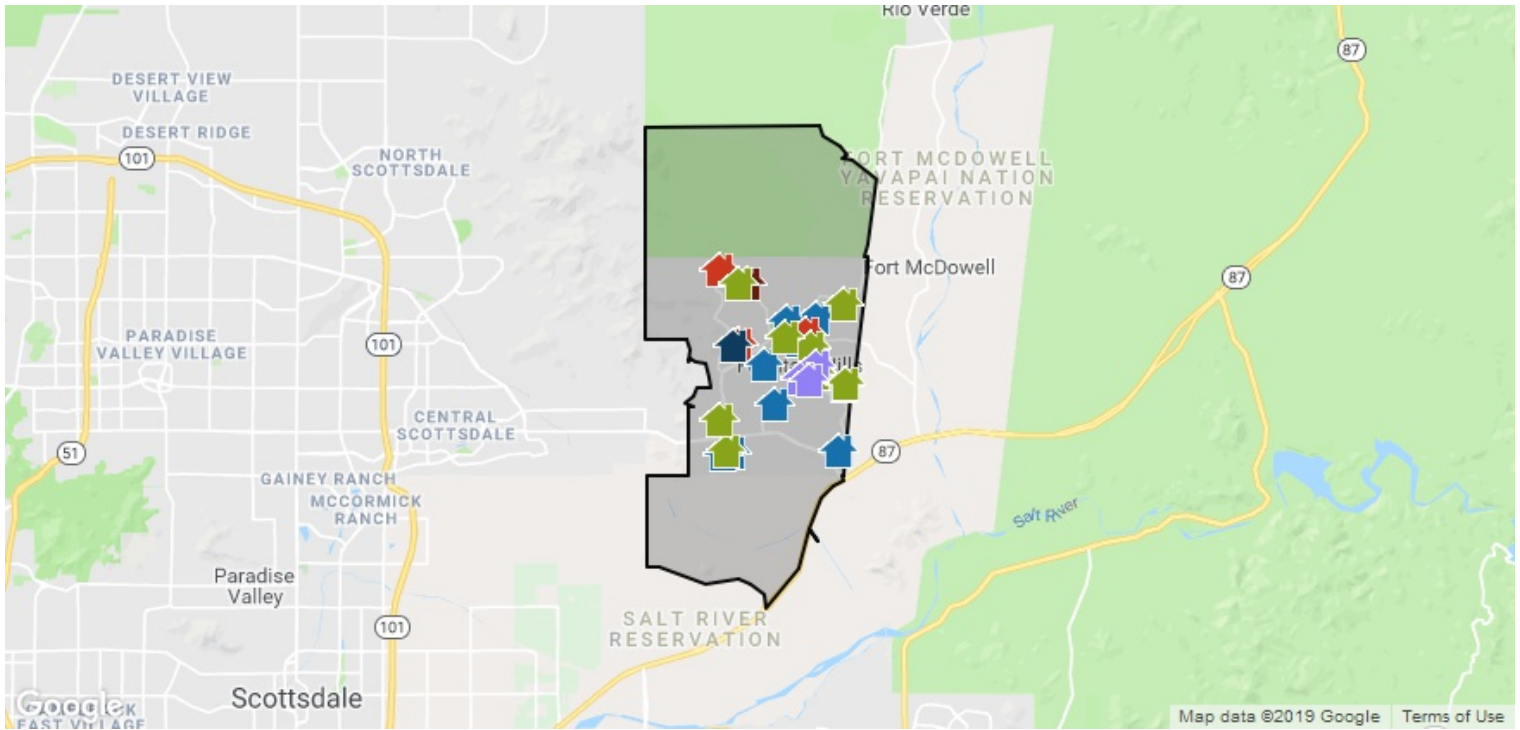 Rio Verde
87
DESERT VIEW
VILLAGE
DESERT RIDGE
101
NORTH
SCOTTSDALE
FORT MCDOWELL
YAVAPAI NATION
RESERVATION
Fort McDowell
87
PARADISE
VALLEY VILLAGE
101
CENTRAL
SCOTTSDALE
51
87
GAINEY RANCH
MCCORMICK
RANCH
Salt River
Paradise
Valley
101
SALT RIVER
RESERVATION
Scottsdale
Google
EAST VILLAGE
Map data ©2019 Google
Terms of Use